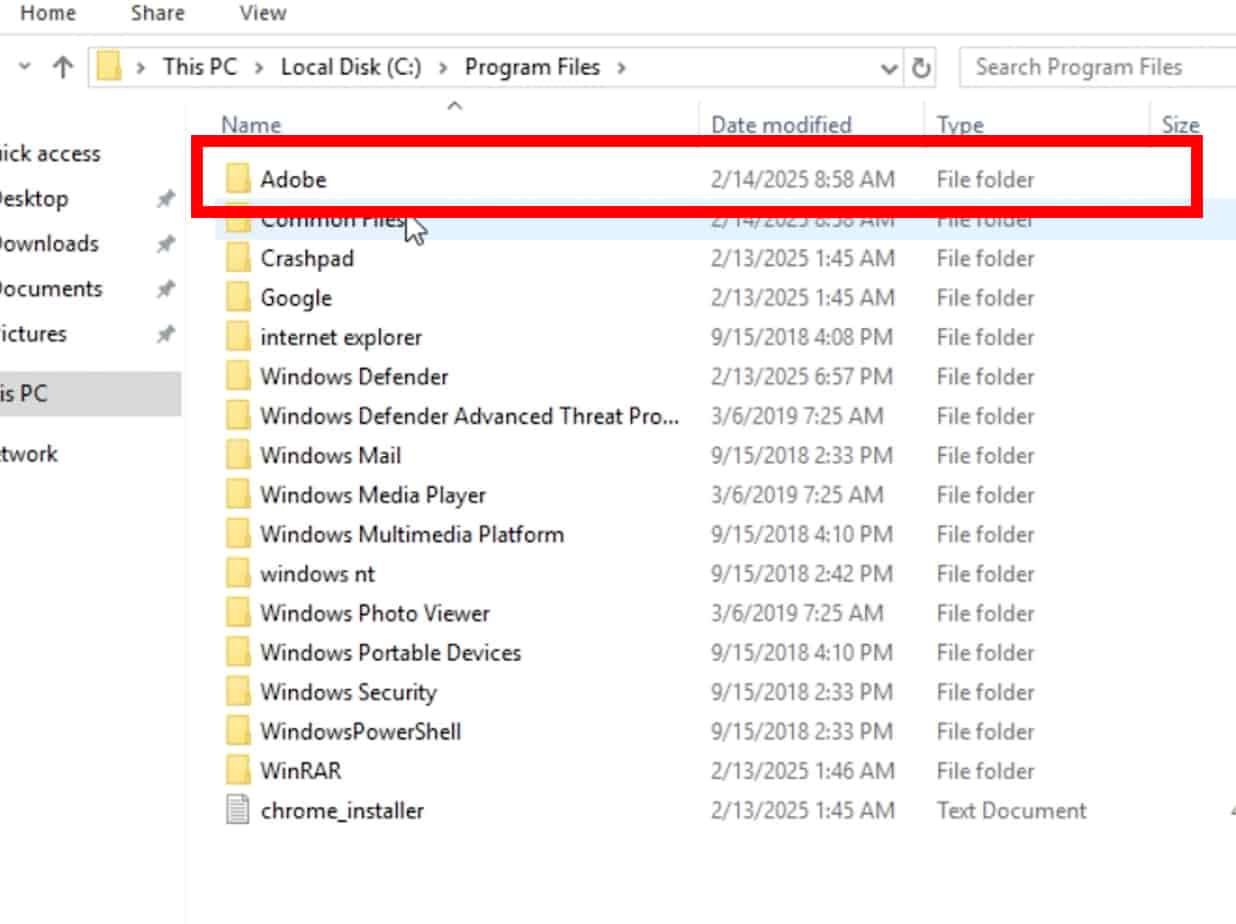 Home Share View
This PC > Local Disk (C:) > Program Files > Search Program Files
Name Date modified Type Size
ick access
Desktop
Downloads
Documents
ictures
is PC
twork
Adobe 2/14/2025 8:58 AM File folder
Common Files 2/14/2025 8:58 AM File folder
Crashpad 2/13/2025 1:45 AM File folder
Google 2/13/2025 1:45 AM File folder
internet explorer 9/15/2018 4:08 PM File folder
Windows Defender 2/13/2025 6:57 PM File folder
Windows Defender Advanced Threat Pro... 3/6/2019 7:25 AM File folder
Windows Mail 9/15/2018 2:33 PM File folder
Windows Media Player 3/6/2019 7:25 AM File folder
Windows Multimedia Platform 9/15/2018 4:10 PM File folder
windows nt 9/15/2018 2:42 PM File folder
Windows Photo Viewer 3/6/2019 7:25 AM File folder
Windows Portable Devices 9/15/2018 4:10 PM File folder
Windows Security 9/15/2018 2:33 PM File folder
WindowsPowerShell 9/15/2018 2:33 PM File folder
WinRAR 2/13/2025 1:46 AM File folder
chrome_installer 2/13/2025 1:45 AM Text Document